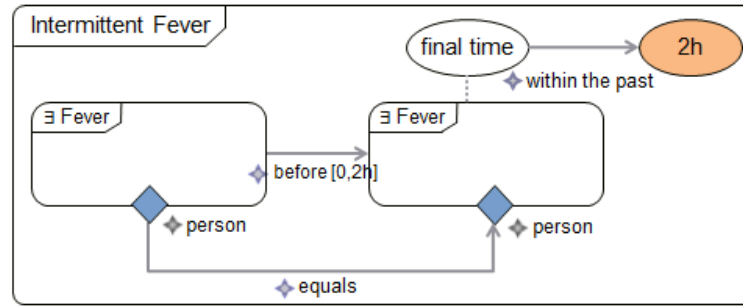 Intermittent Fever
final time
2h
within the past
∃ Fever
∃ Fever
before [0,2h]
person
person
equals